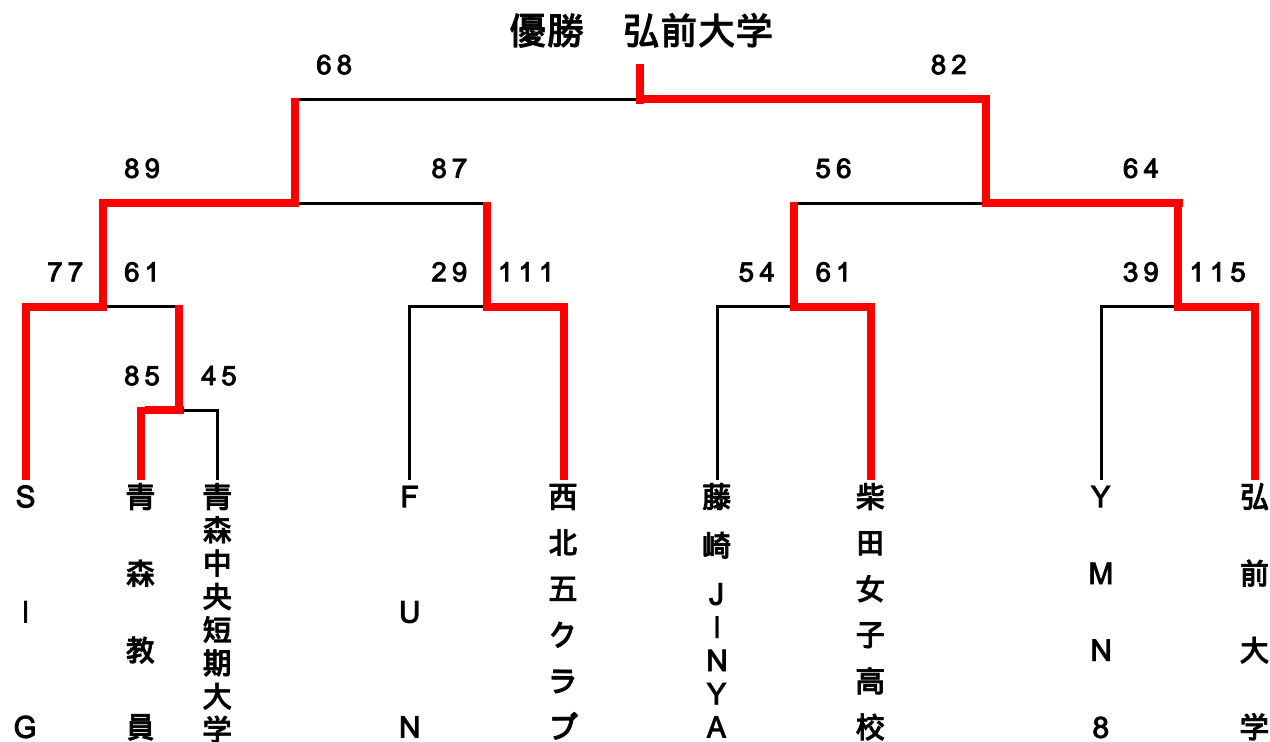 優勝　弘前大学
68 82
89 87 56 64
77 61 29 111 54 61 39 115
85 45
SIG
青森教員
青森中央短期大学
FUN
西北五クラブ
藤崎JINYA
柴田女子高校
YMN8
弘前大学